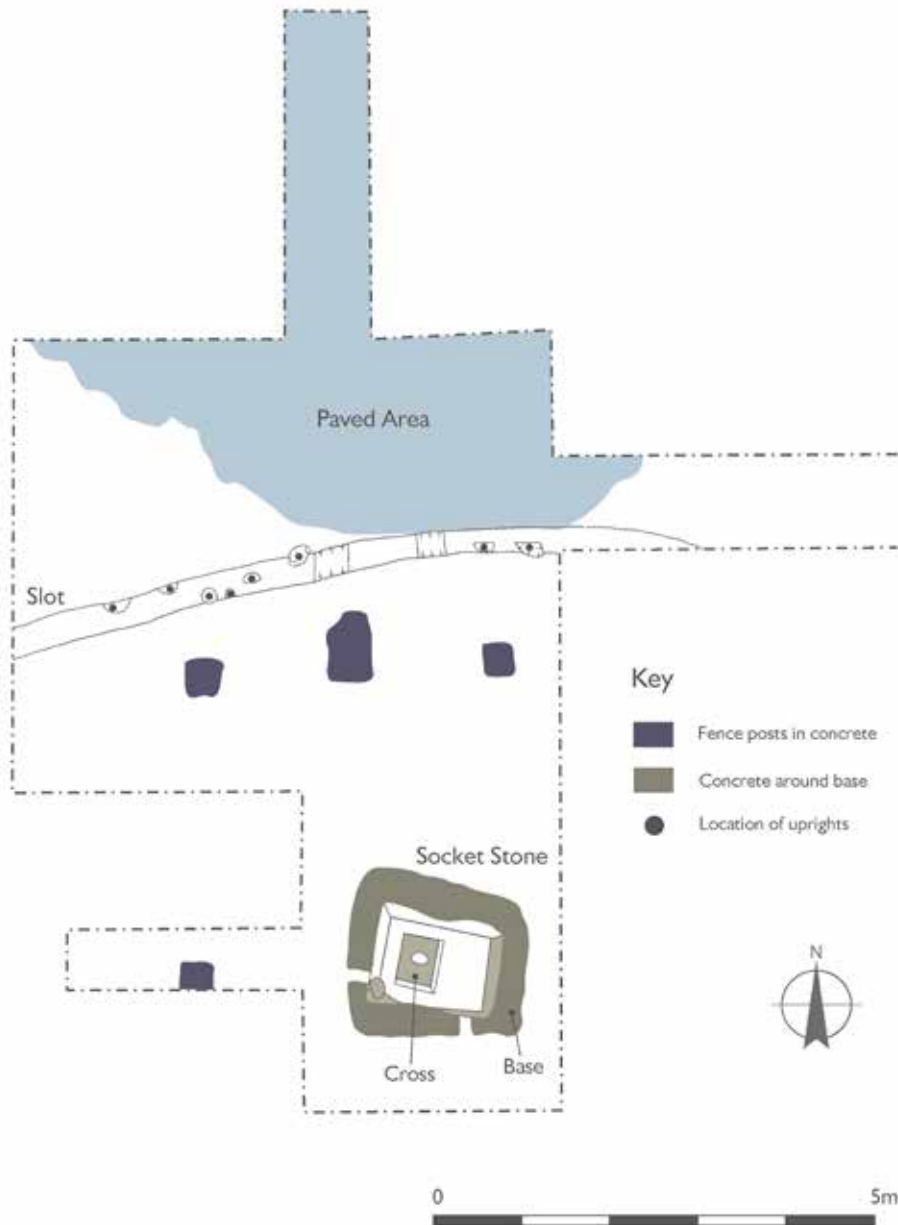 Paved Area
Slot
Key
Fence posts in concrete
Concrete around base
Location of uprights
Socket Stone
N
Cross
Base
0
5m